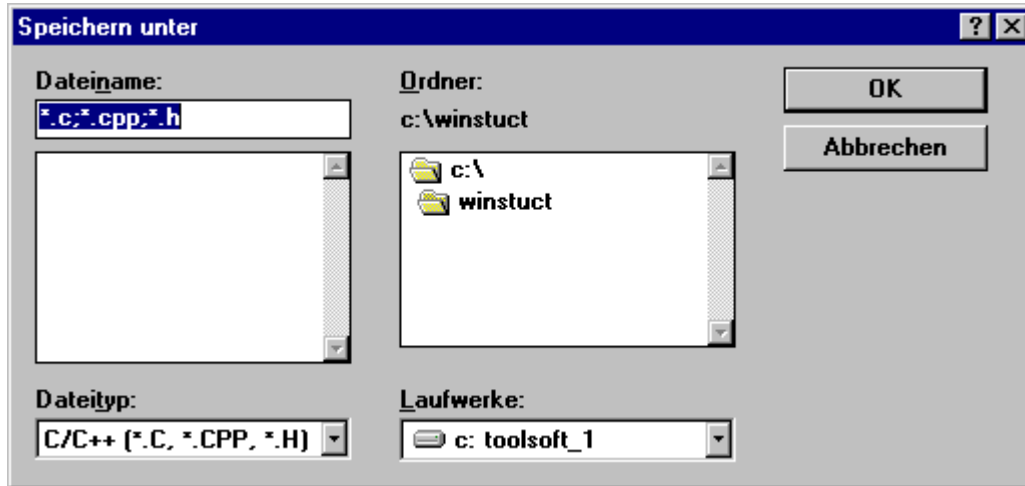 Speichern unter
Dateiname:
*.c;*.cpp;*.h
Ordner:
c:\winstuct
c:\
winstuct
OK
Abbrechen
Dateityp:
C/C++ (*.C, *.CPP, *.H)
Laufwerke:
c: toolsoft_1